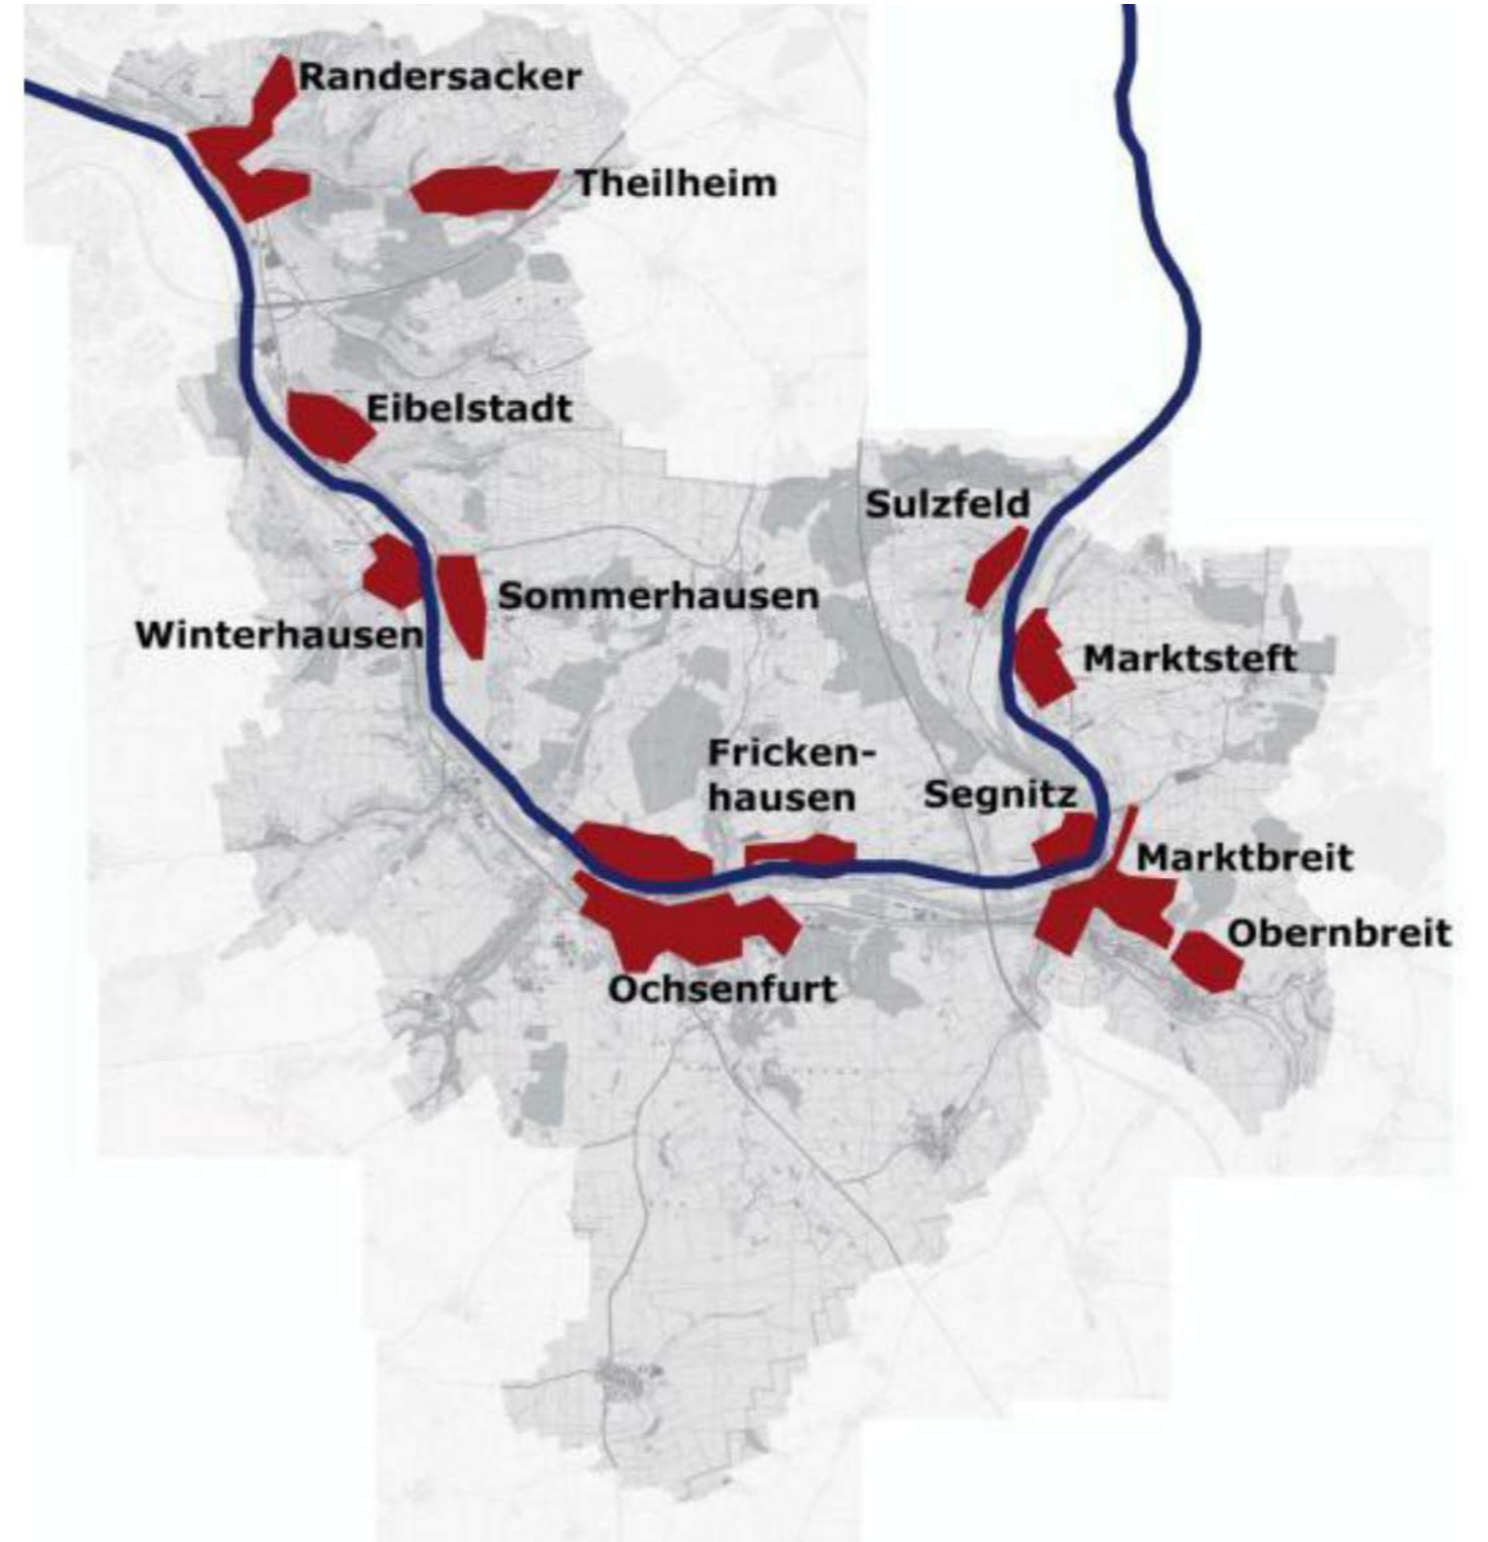 Randersacker
Theilheim
Eibelstadt
Sulzfeld
Sommerhausen
Winterhausen
Marktsteft
Fricken-
hausen
Segnitz
Marktbreit
Obernbreit
Ochsenfurt